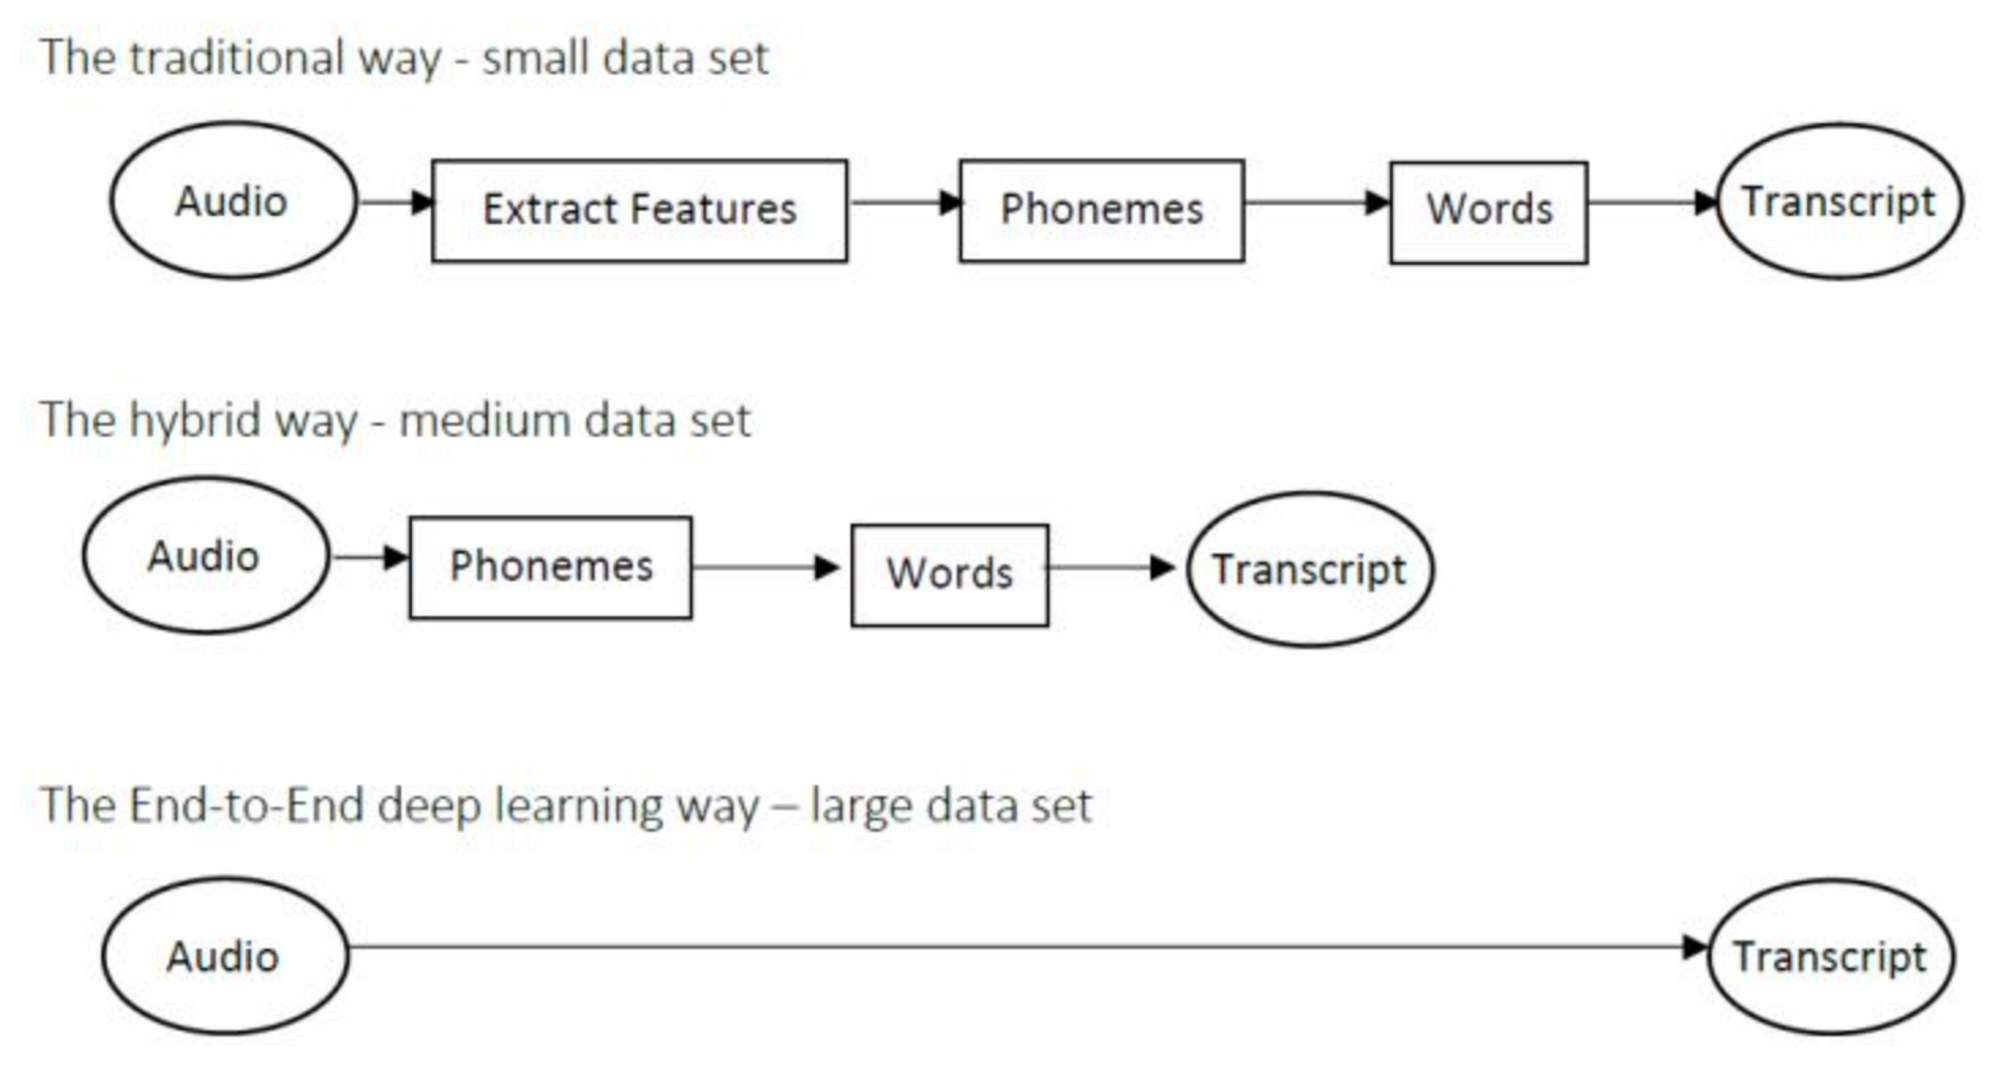 The traditional way - small data set
Audio
Extract Features
Phonemes
Words
Transcript
The hybrid way - medium data set
Audio
Phonemes
Words
Transcript
The End-to-End deep learning way – large data set
Audio
Transcript